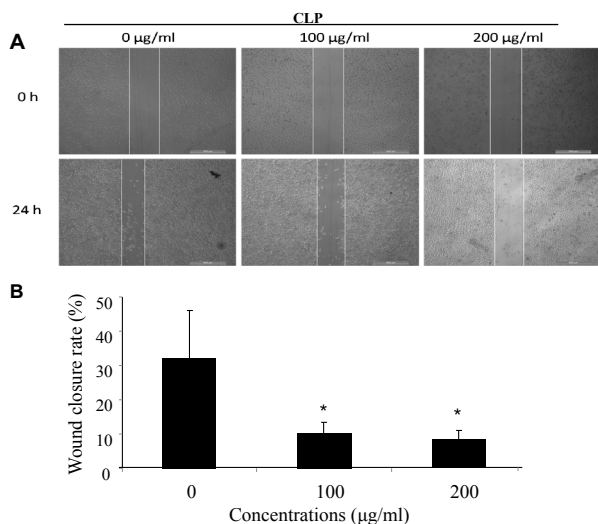 CLP
0 µg/ml 100 µg/ml 200 µg/ml
A
0 h
24 h
B
Wound closure rate (%)
50
40
30
20
10
0
* *
0 100 200
Concentrations (µg/ml)